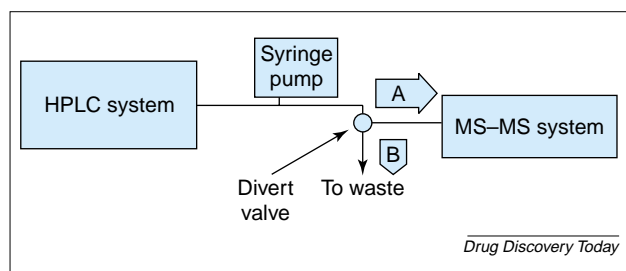 Syringe
pump
HPLC system
A
MS–MS system
B
Divert
valve
To waste
Drug Discovery Today